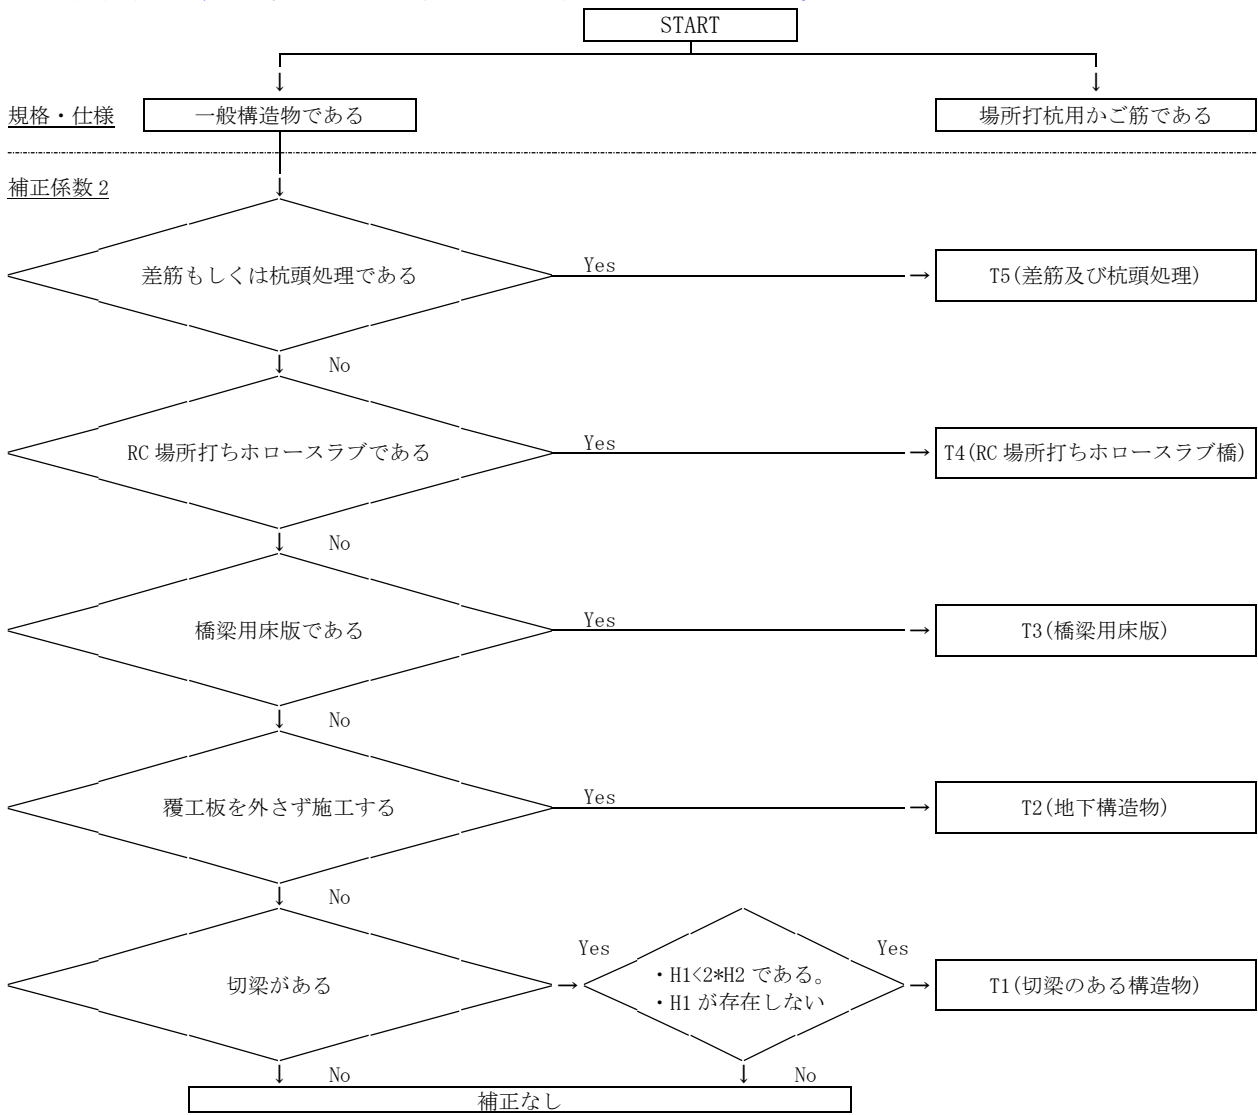 START
規格・仕様
一般構造物である
場所打杭用かご筋である
補正係数2
差筋もしくは杭頭処理である
Yes
T5(差筋及び杭頭処理)
No
RC 場所打ちホロースラブである
Yes
T4(RC 場所打ちホロースラブ橋)
No
橋梁用床版である
Yes
T3(橋梁用床版)
No
覆工板を外さず施工する
Yes
T2(地下構造物)
No
切梁がある
Yes
・H1<2*H2 である。
・H1 が存在しない
Yes
T1(切梁のある構造物)
No
No
補正なし